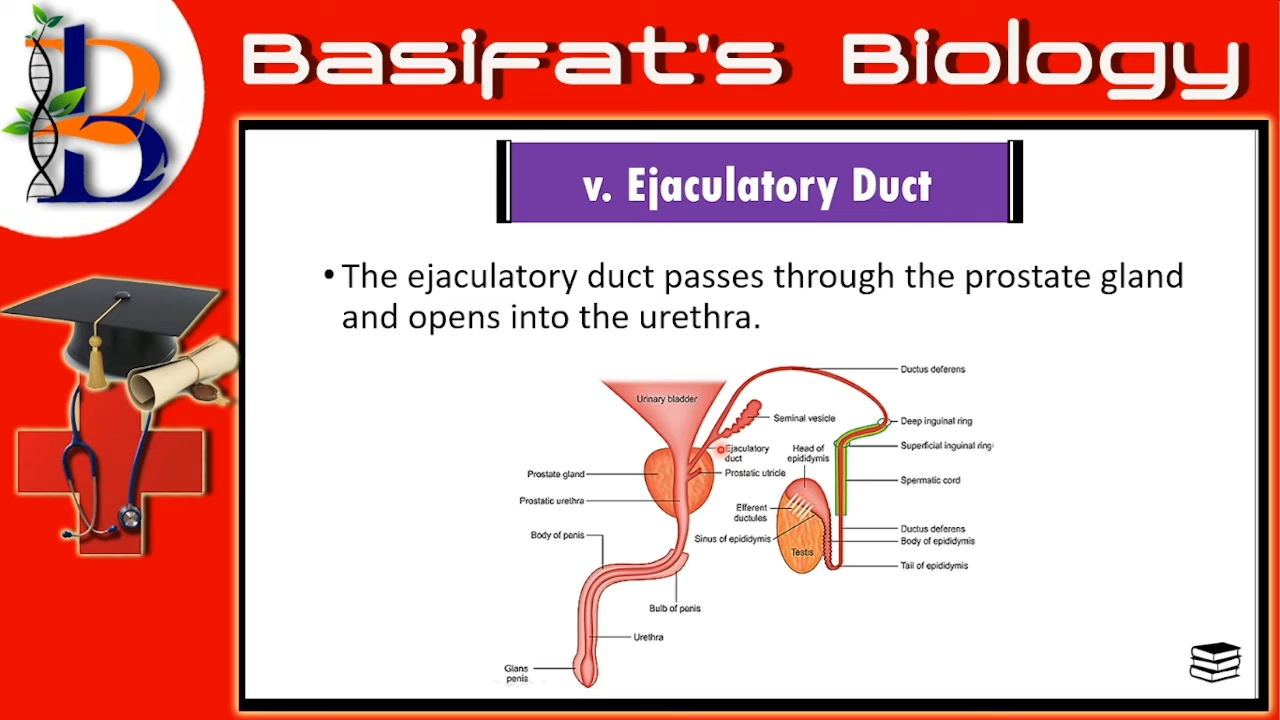 Basifat's Biology
v. Ejaculatory Duct
• The ejaculatory duct passes through the prostate gland
and opens into the urethra.
Ductus deferens
Urinary bladder
Seminal vesicle
Deep inguinal ring
Superficial inguinal ring
Ejaculatory
duct
Head of
epididymis
Prostate gland
Prostatic utricle
Spermatic cord
Prostatic urethra
Efferent
ductules
Ductus deferens
Body of penis
Sinus of epididymis
Body of epididymis
Testis
Tail of epididymis
Bulb of penis
Urethra
Glans
penis